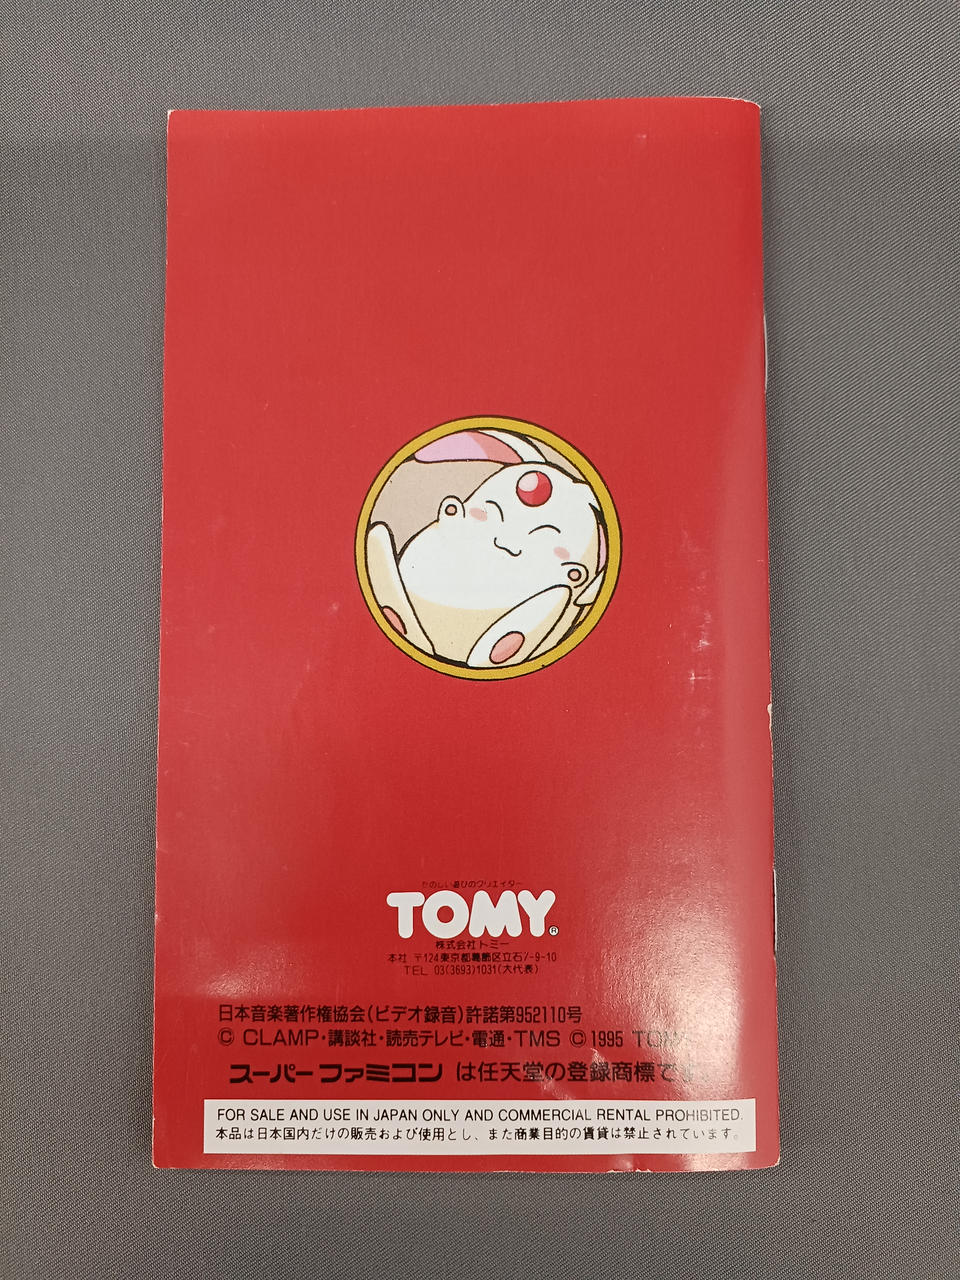 たのしい遊びのクリエイター
TOMY®
株式会社トミー
本社 〒124東京都葛飾区立石7-9-10
TEL 03(3693)1031(大代表)
日本音楽著作権協会(ビデオ録音)許諾第952110号
© CLAMP・講談社・読売テレビ・電通・TMS © 1995 TOMY
スーパーファミコン は任天堂の登録商標です。
FOR SALE AND USE IN JAPAN ONLY AND COMMERCIAL RENTAL PROHIBITED.
本品は日本国内だけの販売および使用とし、また商業目的の賃貸は禁止されています。